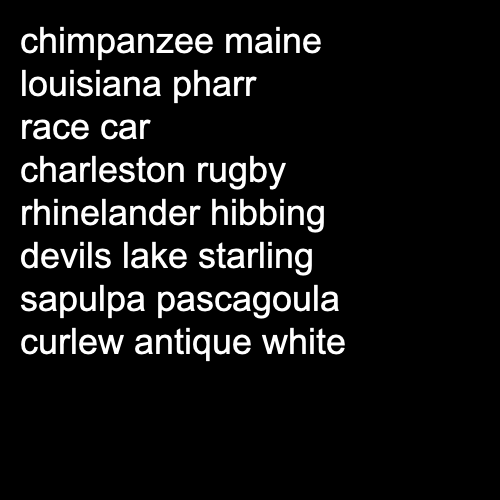 chimpanzee maine
louisiana pharr
race car
charleston rugby
rhinelander hibbing
devils lake starling
sapulpa pascagoula
curlew antique white